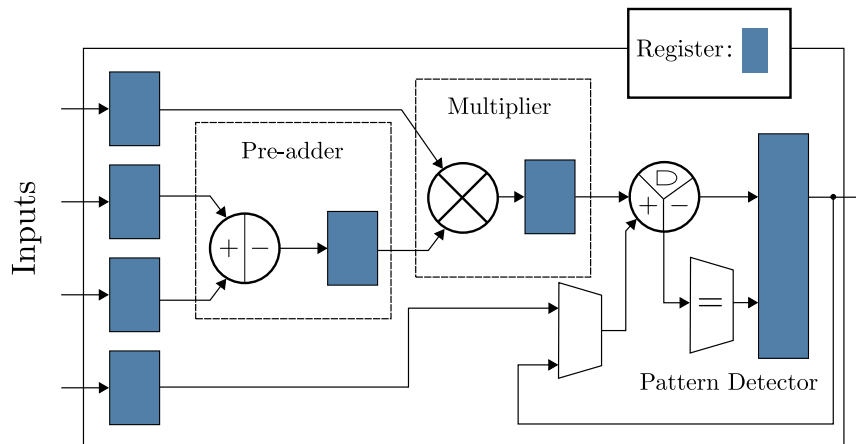 Register:
Multiplier
Pre-adder
Inputs
D
+ −
+ −
=
Pattern Detector